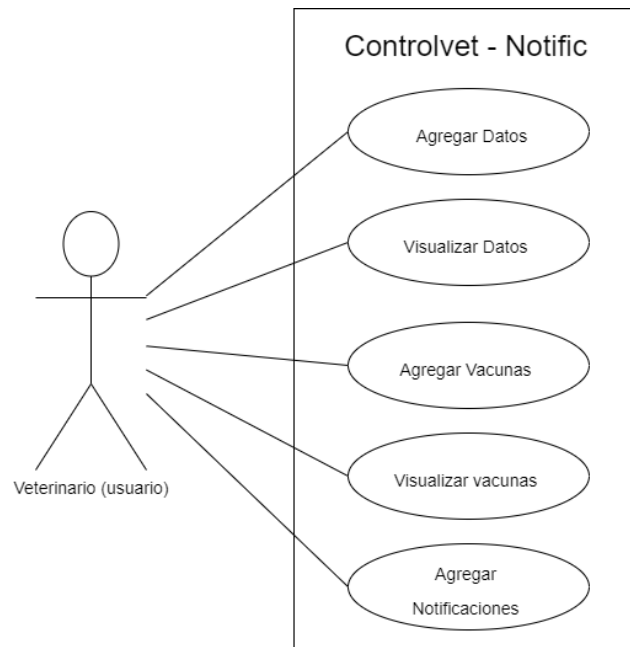 Controlvet - Notific
Agregar Datos
Visualizar Datos
Agregar Vacunas
Visualizar vacunas
Veterinario (usuario)
Agregar
Notificaciones